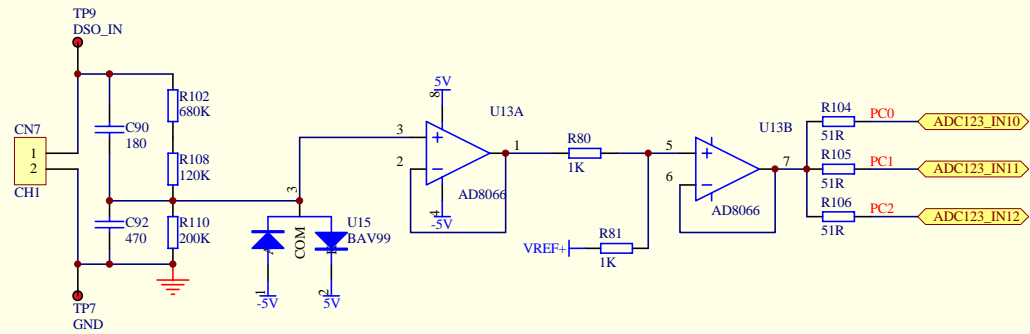 TP9
DSO_IN
CN7
1
2
CH1
C90
180
R102
680K
R108
120K
C92
470
R110
200K
TP7
GND
3
COM
U15
BAV99
1
-5V
2
5V
5V
8
U13A
3
2
1
AD8066
4
-5V
R80
1K
VREF+
R81
1K
5
6
7
U13B
AD8066
R104
51R
PC0
ADC123_IN10
R105
51R
PC1
ADC123_IN11
R106
51R
PC2
ADC123_IN12